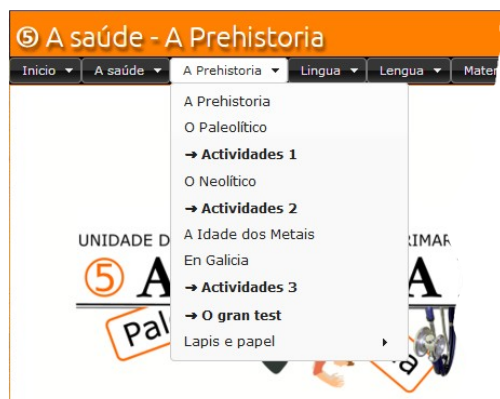 ⑤ A saúde - A Prehistoria
Inicio A saúde A Prehistoria Lingua Lengua Mater
A Prehistoria
O Paleolítico
→ Actividades 1
O Neolítico
→ Actividades 2
A Idade dos Metais
En Galicia
→ Actividades 3
→ O gran test
Lapis e papel
UNIDADE D
⑤ A A
Pal